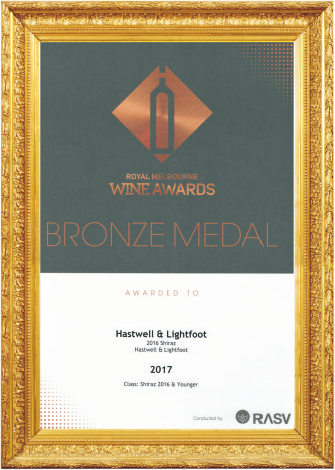 ROYAL MELBOURNE
WINE AWARDS
BRONZE MEDAL
AWARDED TO
Hastwell & Lightfoot
2016 Shiraz
Hastwell & Lightfoot
2017
Class: Shiraz 2016 & Younger
Conducted by RASV